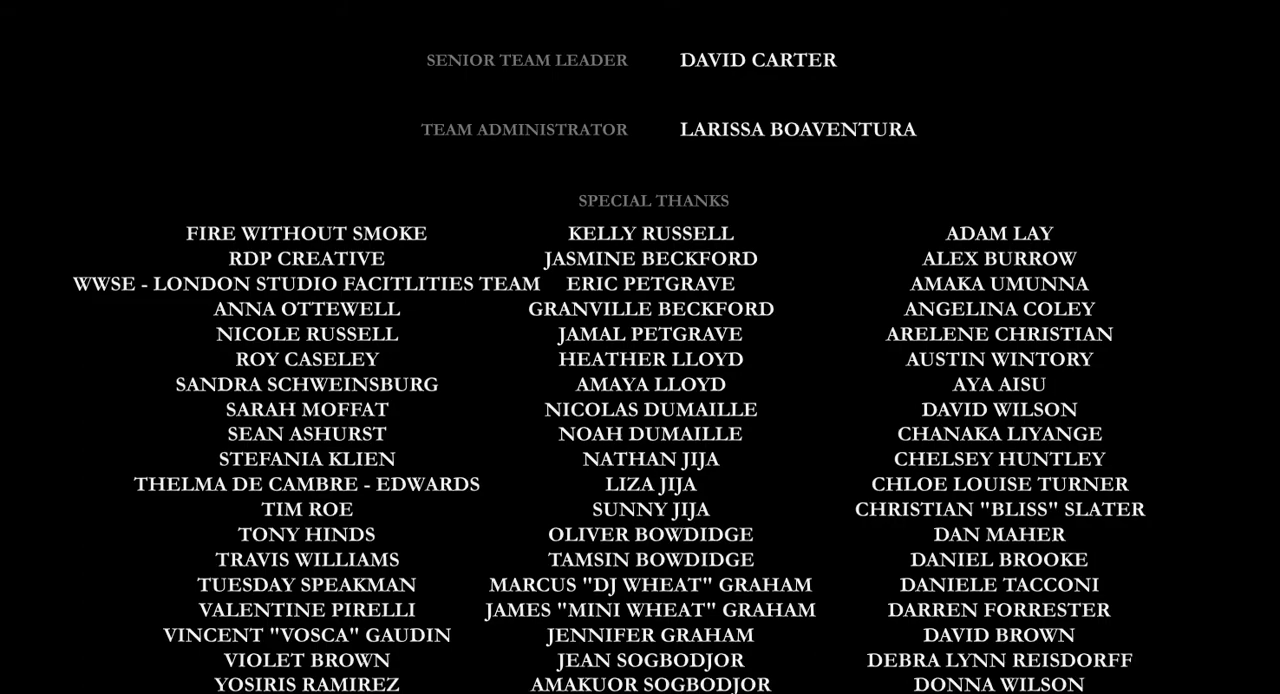 SENIOR TEAM LEADER DAVID CARTER
TEAM ADMINISTRATOR LARISSA BOAVENTURA
SPECIAL THANKS
FIRE WITHOUT SMOKE KELLY RUSSELL ADAM LAY
RDP CREATIVE JASMINE BECKFORD ALEX BURROW
WWSE - LONDON STUDIO FACITLITIES TEAM ERIC PETGRAVE AMAKA UMUNNA
ANNA OTTEWELL GRANVILLE BECKFORD ANGELINA COLEY
NICOLE RUSSELL JAMAL PETGRAVE ARELENE CHRISTIAN
ROY CASELEY HEATHER LLOYD AUSTIN WINTORY
SANDRA SCHWEINSBURG AMAYA LLOYD AYA AISU
SARAH MOFFAT NICOLAS DUMAILLE DAVID WILSON
SEAN ASHURST NOAH DUMAILLE CHANAKA LIYANGE
STEFANIA KLIEN NATHAN JIJA CHELSEY HUNTLEY
THELMA DE CAMBRE - EDWARDS LIZA JIJA CHLOE LOUISE TURNER
TIM ROE SUNNY JIJA CHRISTIAN "BLISS" SLATER
TONY HINDS OLIVER BOWDIDGE DAN MAHER
TRAVIS WILLIAMS TAMSIN BOWDIDGE DANIEL BROOKE
TUESDAY SPEAKMAN MARCUS "DJ WHEAT" GRAHAM DANIELE TACCONI
VALENTINE PIRELLI JAMES "MINI WHEAT" GRAHAM DARREN FORRESTER
VINCENT "VOSCA" GAUDIN JENNIFER GRAHAM DAVID BROWN
VIOLET BROWN JEAN SOGBODJOR DEBRA LYNN REISDORFF
YOSIRIS RAMIREZ AMAKUOR SOGBODJOR DONNA WILSON